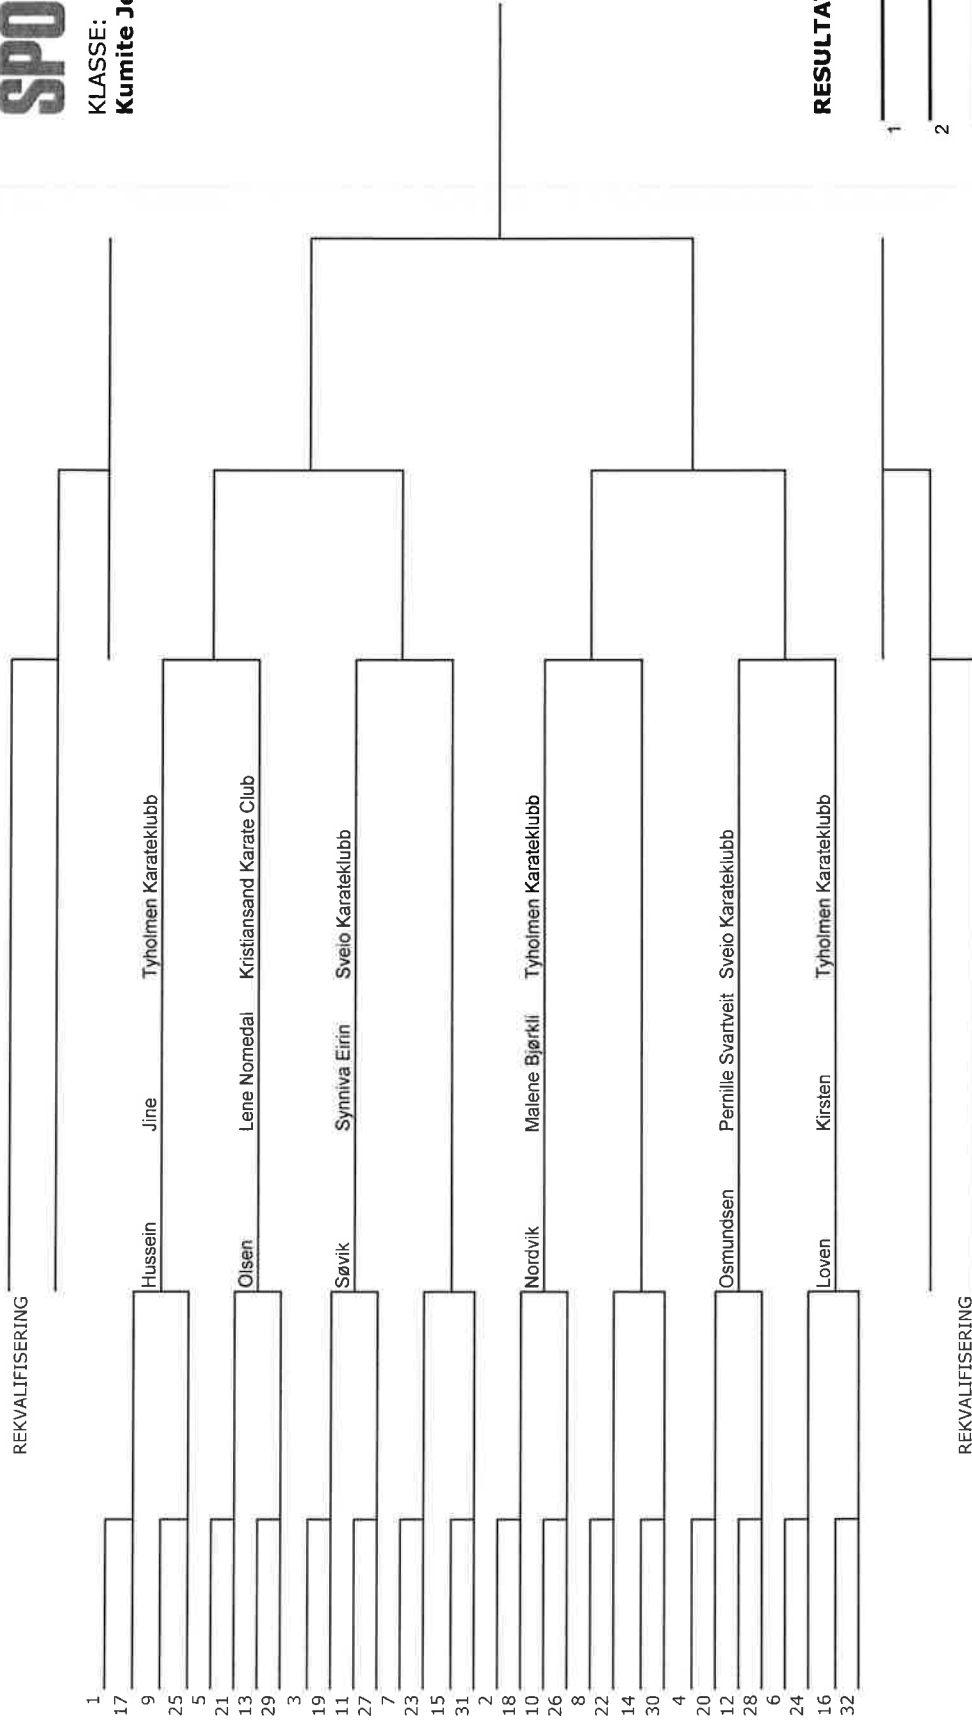 SPO
KLASSE:
Kumite Je
REKVALIFISERING
1
17
Hussein Jine Tyholmen Karateklubb
9
25
5
21
Olsen Lene Nomedal Kristiansand Karate Club
13
29
3
19
Søvik Synniva Eirin Sveio Karateklubb
11
27
7
23
15
31
2
18
Nordvik Malene Bjørkli Tyholmen Karateklubb
10
26
8
22
14
30
4
20
Osmundsen Pernille Svartveit Sveio Karateklubb
12
28
6
24
Loven Kirsten Tyholmen Karateklubb
16
32
RESULTA
1
2
REKVALIFISERING